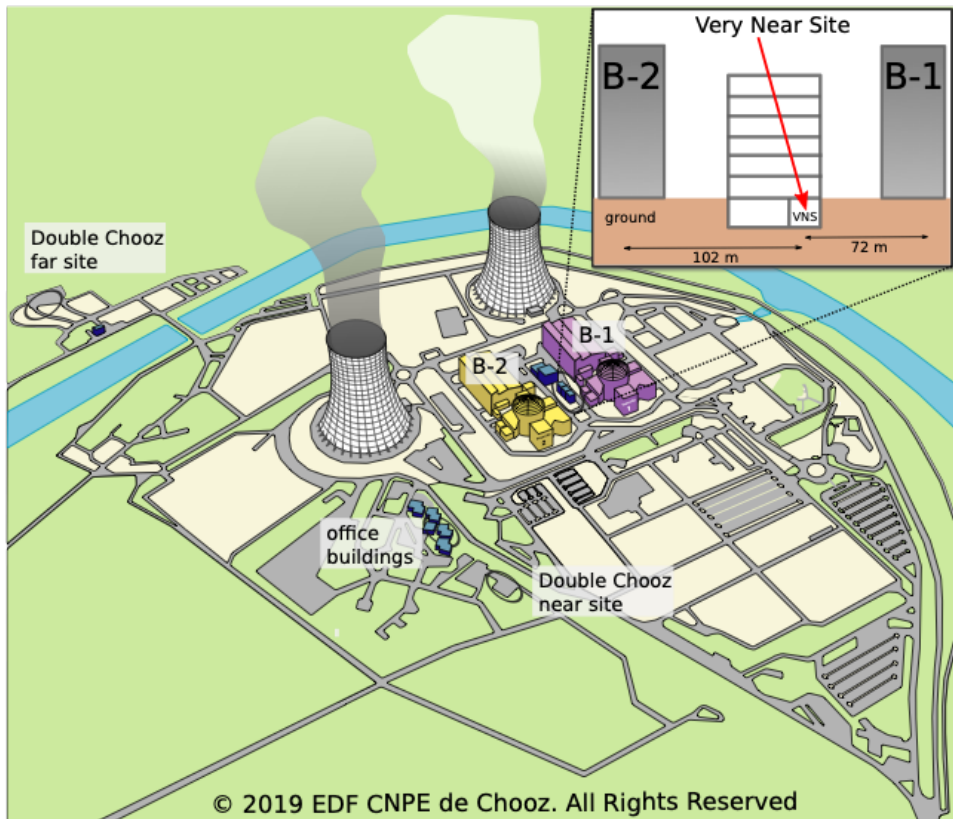 Very Near Site
B-2
B-1
VNS
ground
102 m
72 m
Double Chooz
far site
B-1
B-2
office
buildings
Double Chooz
near site
© 2019 EDF CNPE de Chooz. All Rights Reserved